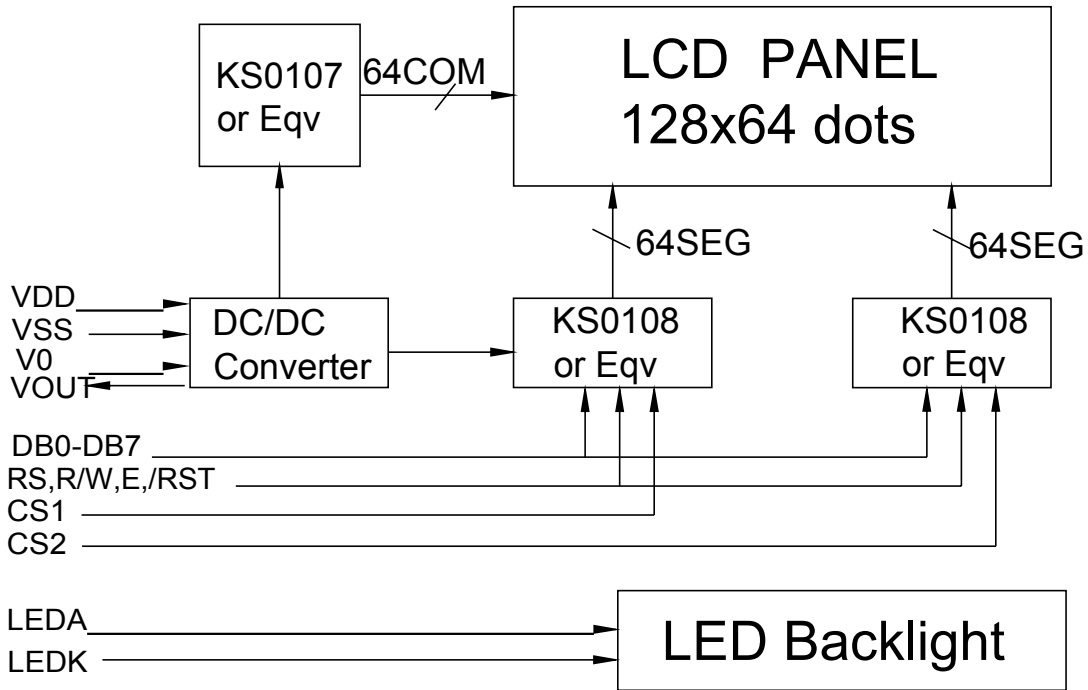 KS0107
or Eqv
64COM
LCD PANEL
128x64 dots
64SEG
64SEG
VDD
VSS
V0
VOUT
DC/DC
Converter
KS0108
or Eqv
KS0108
or Eqv
DB0-DB7
RS,R/W,E,/RST
CS1
CS2
LEDA
LEDK
LED Backlight